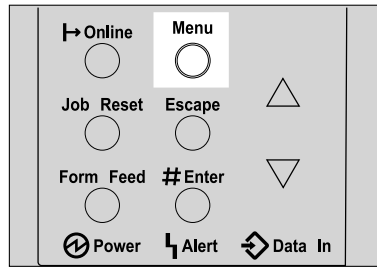 Online Menu
Job Reset Escape
Form Feed # Enter
Power Alert Data In